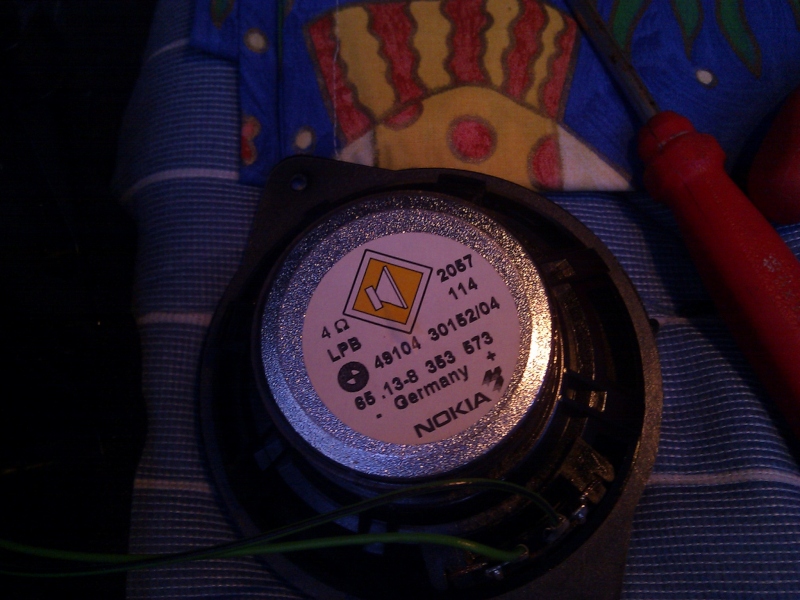 2057
114
4 Ω
LPB 49104 30152/04
65.13-8 353 573
- Germany +
NOKIA